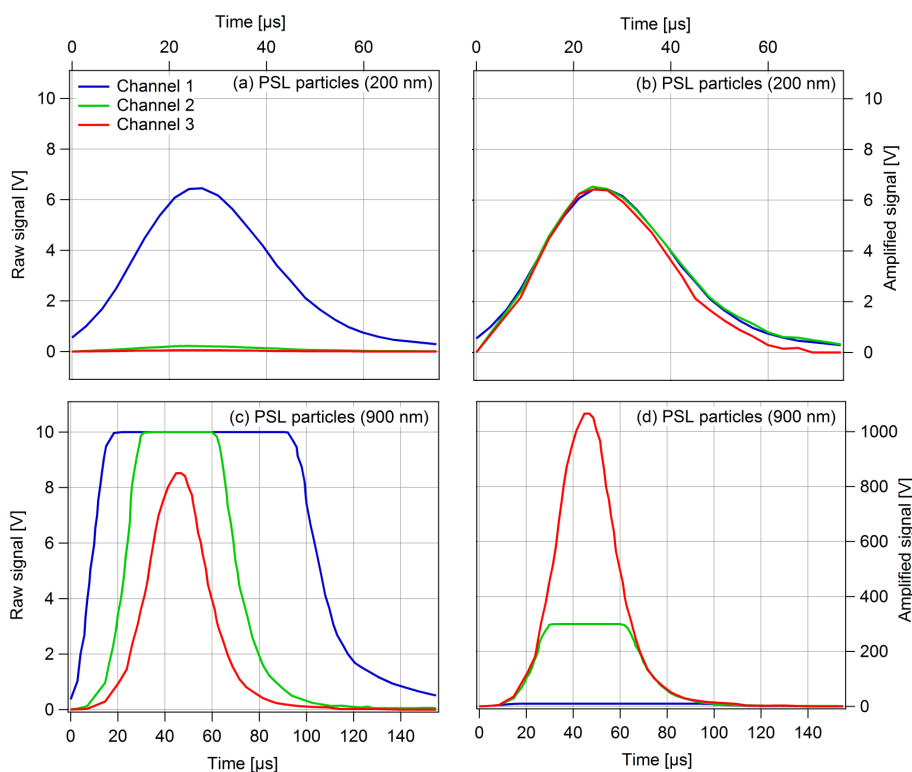 Time [µs]
Time [µs]
0 20 40 60
0 20 40 60
(a) PSL particles (200 nm)
Channel 1
Channel 2
Channel 3
Raw signal [V]
10
8
6
4
2
0
(b) PSL particles (200 nm)
10
8
6
4
2
0
Amplified signal [V]
(c) PSL particles (900 nm)
Raw signal [V]
10
8
6
4
2
0
0 20 40 60 80 100 120 140
Time [µs]
(d) PSL particles (900 nm)
1000
800
600
400
200
0
Amplified signal [V]
0 20 40 60 80 100 120 140
Time [µs]